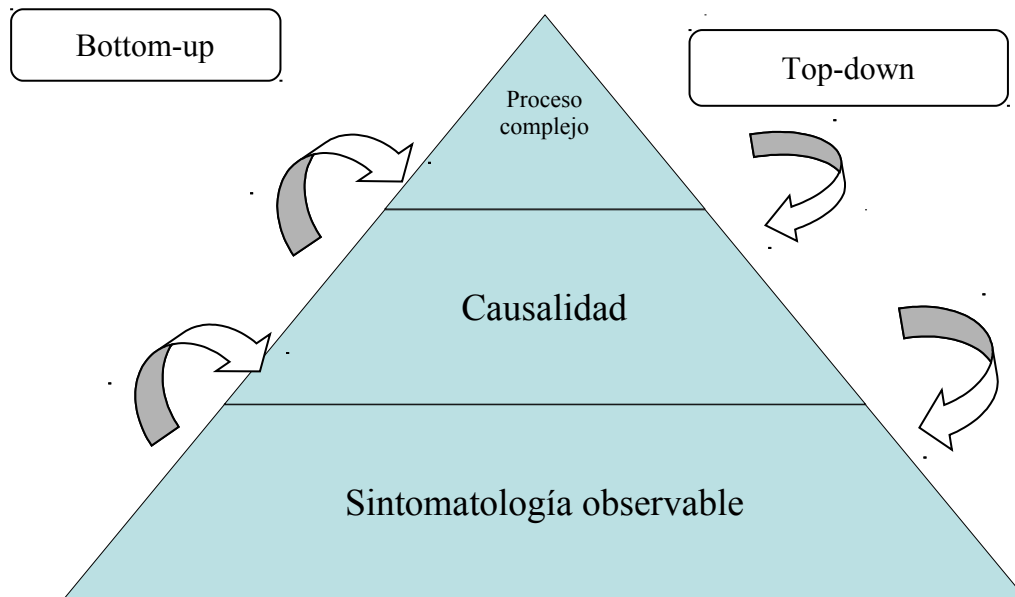 Bottom-up
Top-down
Proceso
complejo
Causalidad
Sintomatología observable